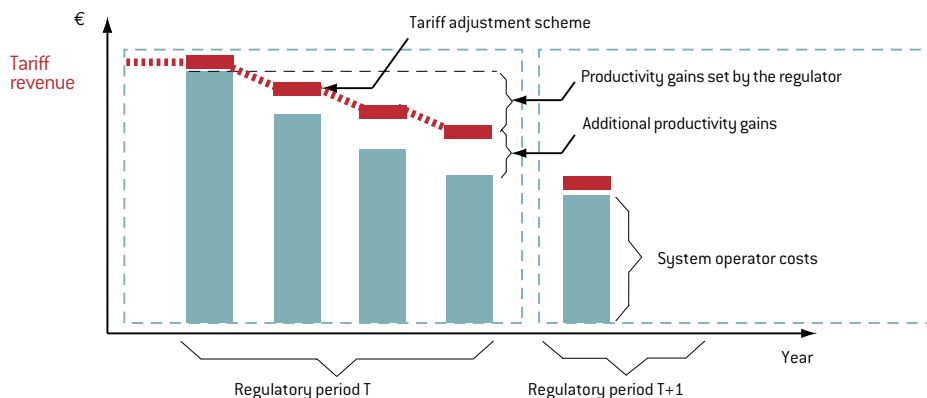 €
Tariff adjustment scheme
Tariff
revenue
Productivity gains set by the regulator
Additional productivity gains
System operator costs
Year
Regulatory period T
Regulatory period T+1